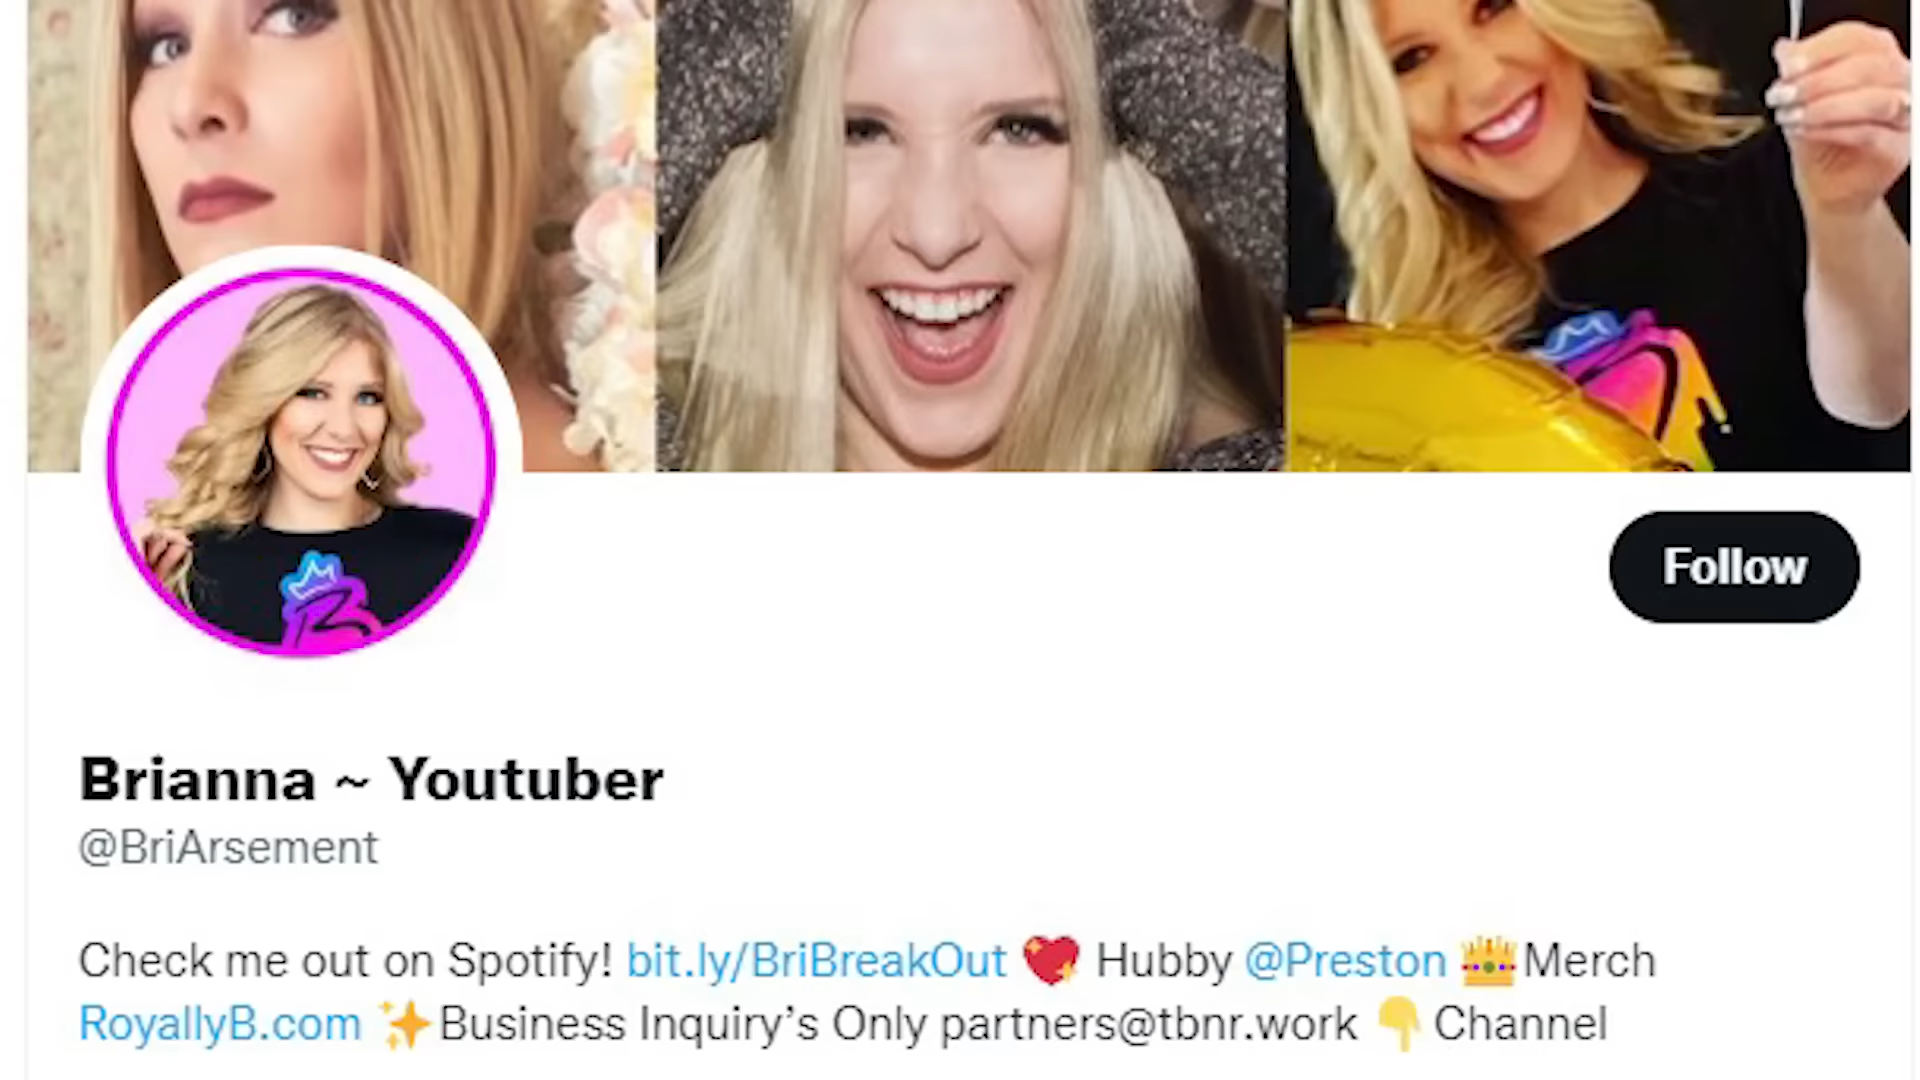 Follow
Brianna ~ Youtuber
@BriArsement
Check me out on Spotify! bit.ly/BriBreakOut 💖 Hubby @Preston 👑Merch
RoyallyB.com ✨Business Inquiry’s Only partners@tbnr.work 👇Channel